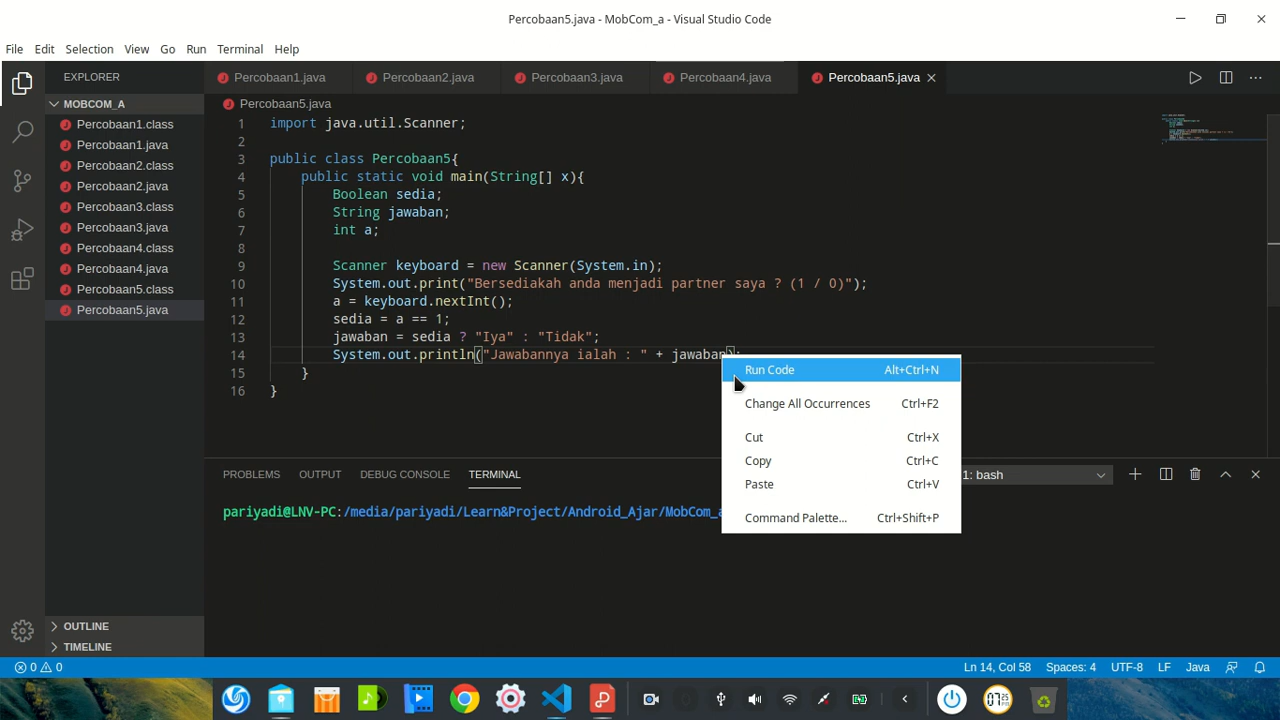 Percobaan5.java - MobCom_a - Visual Studio Code
File Edit Selection View Go Run Terminal Help
EXPLORER
Percobaan1.java Percobaan2.java Percobaan3.java Percobaan4.java Percobaan5.java
MOBCOM_A
Percobaan1.class
Percobaan1.java
Percobaan2.class
Percobaan2.java
Percobaan3.class
Percobaan3.java
Percobaan4.class
Percobaan4.java
Percobaan5.class
Percobaan5.java
OUTLINE
TIMELINE
Percobaan5.java
1 import java.util.Scanner;
2
3 public class Percobaan5{
4 public static void main(String[] x){
5 Boolean sedia;
6 String jawaban;
7 int a;
8
9 Scanner keyboard = new Scanner(System.in);
10 System.out.print("Bersediakah anda menjadi partner saya ? (1 / 0)");
11 a = keyboard.nextInt();
12 sedia = a == 1;
13 jawaban = sedia ? "Iya" : "Tidak";
14 System.out.println("Jawabannya ialah : " + jawaban);
15 }
16 }
Run Code Alt+Ctrl+N
Change All Occurrences Ctrl+F2
Cut Ctrl+X
Copy Ctrl+C
Paste Ctrl+V
Command Palette... Ctrl+Shift+P
PROBLEMS OUTPUT DEBUG CONSOLE TERMINAL
1: bash
pariyadi@LNV-PC:/media/pariyadi/Learn&Project/Android_Ajar/MobCom_a
0 0
Ln 14, Col 58 Spaces: 4 UTF-8 LF Java
07:25